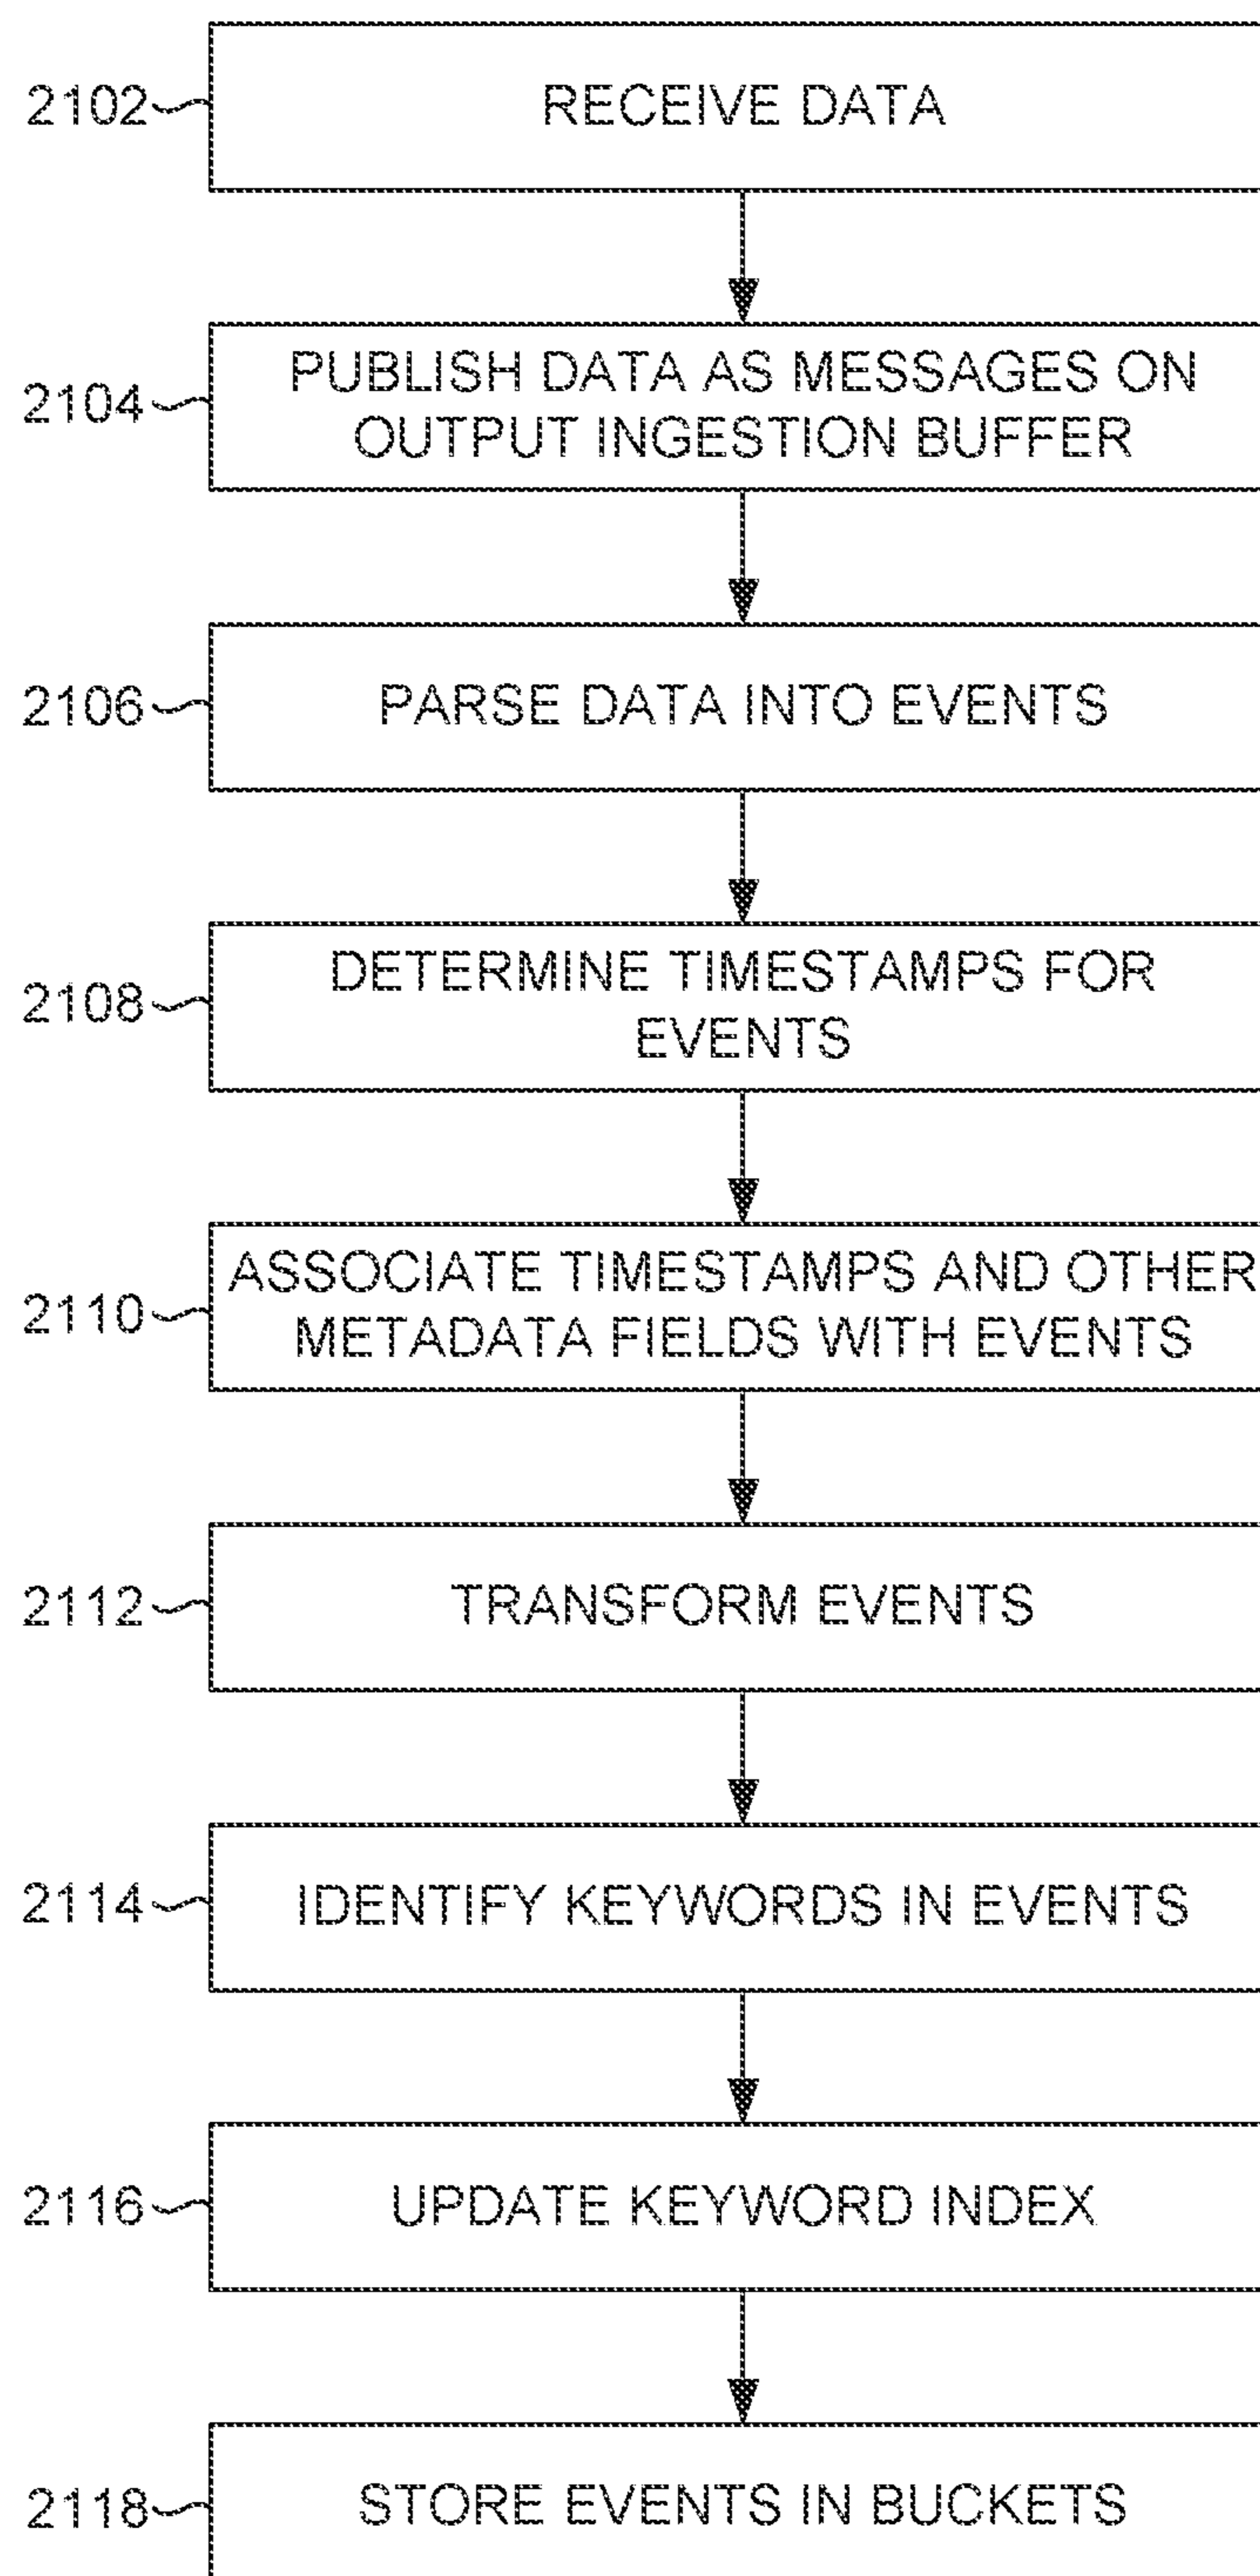 2102
RECEIVE DATA
2104
PUBLISH DATA AS MESSAGES ON
OUTPUT INGESTION BUFFER
2106
PARSE DATA INTO EVENTS
2108
DETERMINE TIMESTAMPS FOR
EVENTS
2110
ASSOCIATE TIMESTAMPS AND OTHER
METADATA FIELDS WITH EVENTS
2112
TRANSFORM EVENTS
2114
IDENTIFY KEYWORDS IN EVENTS
2116
UPDATE KEYWORD INDEX
2118
STORE EVENTS IN BUCKETS